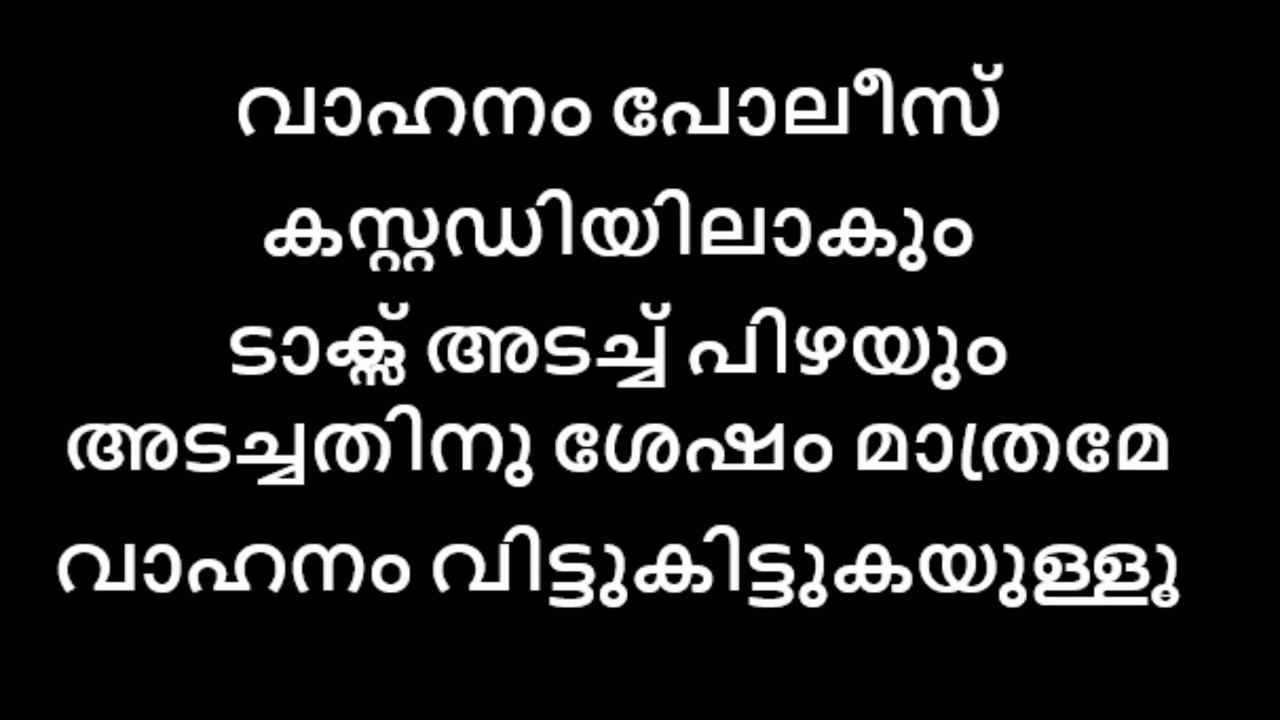 വാഹനം പോലീസ്
കസ്റ്റഡിയിലാകും
ടാക്സ് അടച്ച് പിഴയും
അടച്ചതിനു ശേഷം മാത്രമേ
വാഹനം വിട്ടുകിട്ടുകയുള്ളൂ